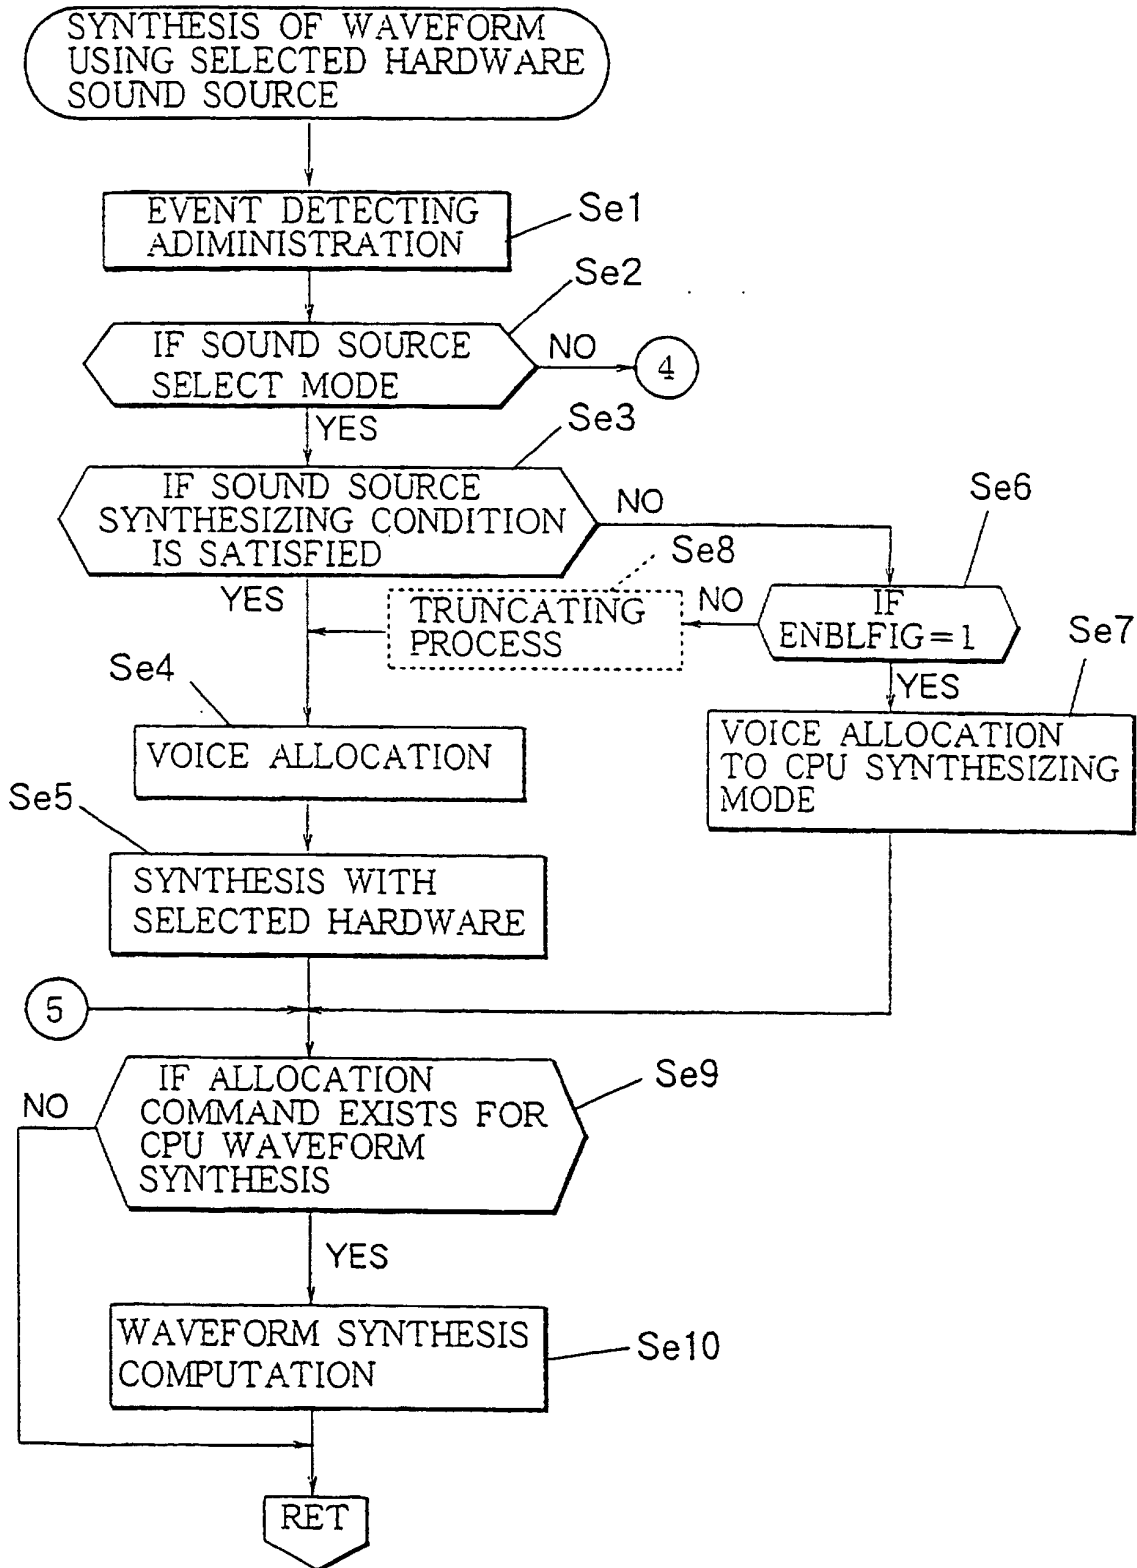 SYNTHESIS OF WAVEFORM
USING SELECTED HARDWARE
SOUND SOURCE
EVENT DETECTING
ADIMINISTRATION
Se1
Se2
IF SOUND SOURCE
SELECT MODE
NO
4
YES
Se3
IF SOUND SOURCE
SYNTHESIZING CONDITION
IS SATISFIED
NO
Se6
YES
Se8
TRUNCATING
PROCESS
NO
IF
ENBLFIG=1
Se7
YES
Se4
VOICE ALLOCATION
VOICE ALLOCATION
TO CPU SYNTHESIZING
MODE
Se5
SYNTHESIS WITH
SELECTED HARDWARE
5
Se9
NO
IF ALLOCATION
COMMAND EXISTS FOR
CPU WAVEFORM
SYNTHESIS
YES
WAVEFORM SYNTHESIS
COMPUTATION
Se10
RET